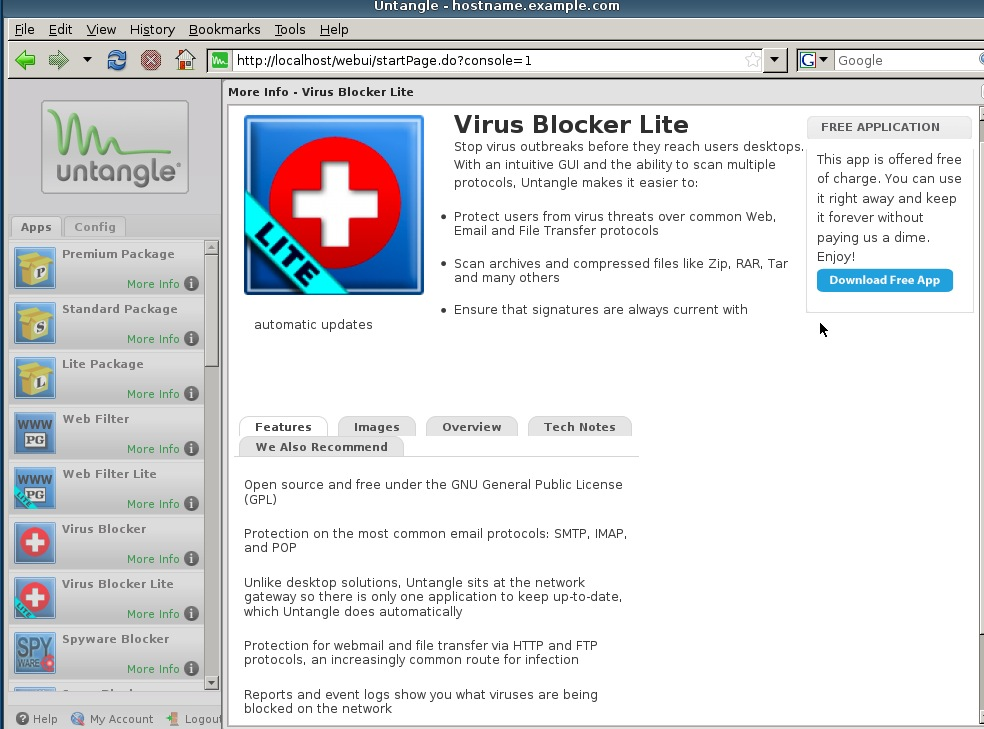 Untangle - hostname.example.com
File Edit View History Bookmarks Tools Help
http://localhost/webui/startPage.do?console=1
G
Google
More Info - Virus Blocker Lite
untangle
Apps Config
Premium Package
P
More Info
Standard Package
S
More Info
Lite Package
L
More Info
Web Filter
WWW
PG
More Info
Web Filter Lite
WWW
PG
LITE
More Info
Virus Blocker
More Info
Virus Blocker Lite
LITE
More Info
Spyware Blocker
SPY
WARE
More Info
Help My Account Logout
LITE
Virus Blocker Lite
Stop virus outbreaks before they reach users desktops.
With an intuitive GUI and the ability to scan multiple
protocols, Untangle makes it easier to:
• Protect users from virus threats over common Web,
Email and File Transfer protocols
• Scan archives and compressed files like Zip, RAR, Tar
and many others
• Ensure that signatures are always current with
automatic updates
FREE APPLICATION
This app is offered free
of charge. You can use
it right away and keep
it forever without
paying us a dime.
Enjoy!
Download Free App
Features Images Overview Tech Notes
We Also Recommend
Open source and free under the GNU General Public License
(GPL)
Protection on the most common email protocols: SMTP, IMAP,
and POP
Unlike desktop solutions, Untangle sits at the network
gateway so there is only one application to keep up-to-date,
which Untangle does automatically
Protection for webmail and file transfer via HTTP and FTP
protocols, an increasingly common route for infection
Reports and event logs show you what viruses are being
blocked on the network